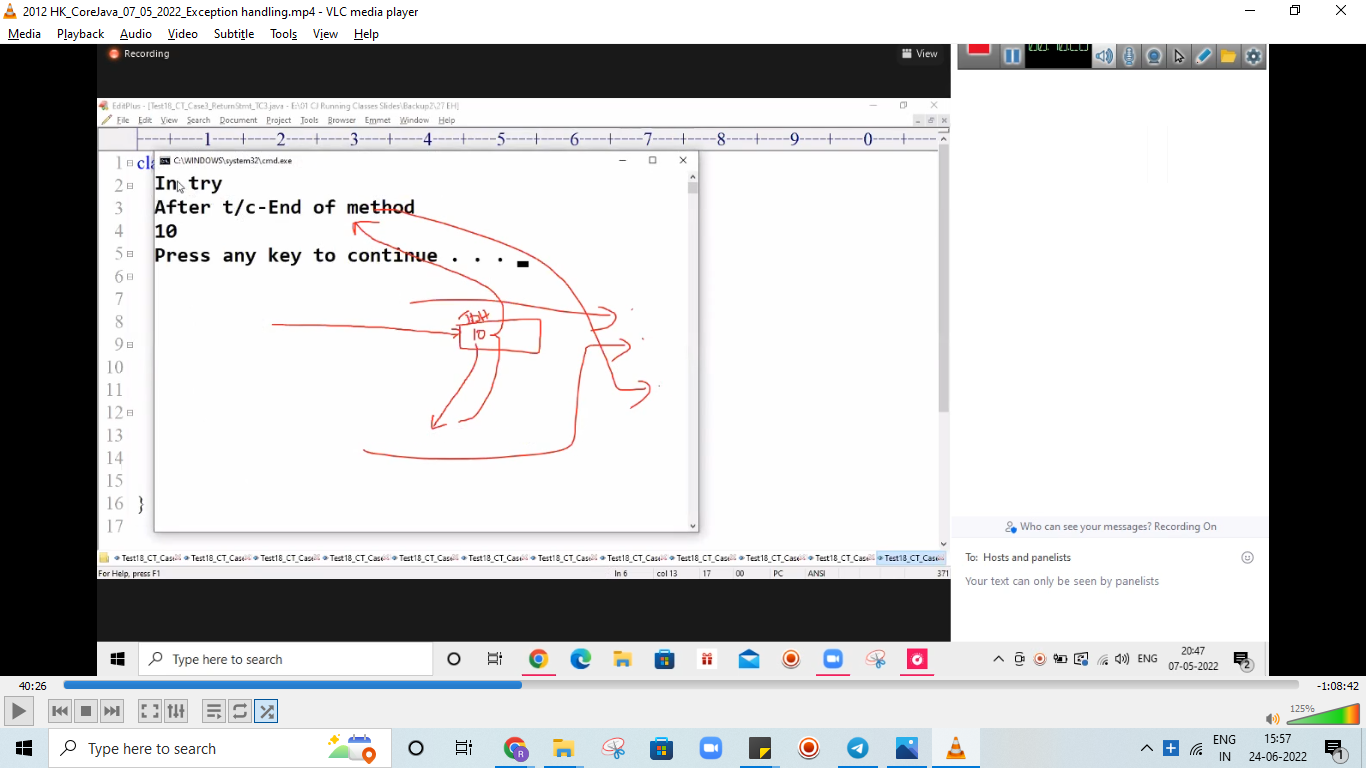 2012 HK_CoreJava_07_05_2022_Exception handling.mp4 - VLC media player
Media Playback Audio Video Subtitle Tools View Help
Recording
View
EditPlus - [Test18_CT_Case3_ReturnStmt_TC3.java - E:\01 CJ Running Classes Slides\Backup2\27 EH]
File Edit View Search Document Project Tools Browser Emmet Window Help
----+----1----+----2----+----3----+----4----+----5----+----6----+----7----+----8----+----9----+----0----+--
1 cla
C:\WINDOWS\system32\cmd.exe
2
In try
3
After t/c-End of method
4
10
5
Press any key to continue . . .
6
7
8
10
9
10
11
12
13
14
15
16 }
17
Test18_CT_Case Test18_CT_Case Test18_CT_Case Test18_CT_Case Test18_CT_Case Test18_CT_Case Test18_CT_Case Test18_CT_Case Test18_CT_Case Test18_CT_Case Test18_CT_Case Test18_CT_Case
For Help, press F1 ln 6 col 13 17 00 PC ANSI 371
Who can see your messages? Recording On
To: Hosts and panelists
Your text can only be seen by panelists
Type here to search
ENG
20:47
07-05-2022
2
40:26
-1:08:42
125%
Type here to search
ENG
IN
15:57
24-06-2022
1